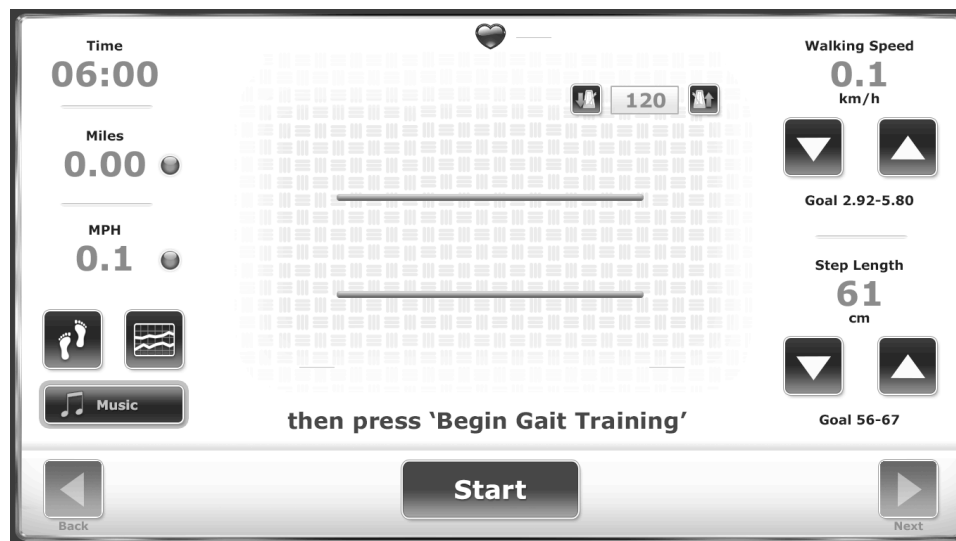 Time
06:00
Miles
0.00
MPH
0.1
Music
120
then press ‘Begin Gait Training’
Walking Speed
0.1
km/h
Goal 2.92-5.80
Step Length
61
cm
Goal 56-67
Back
Start
Next